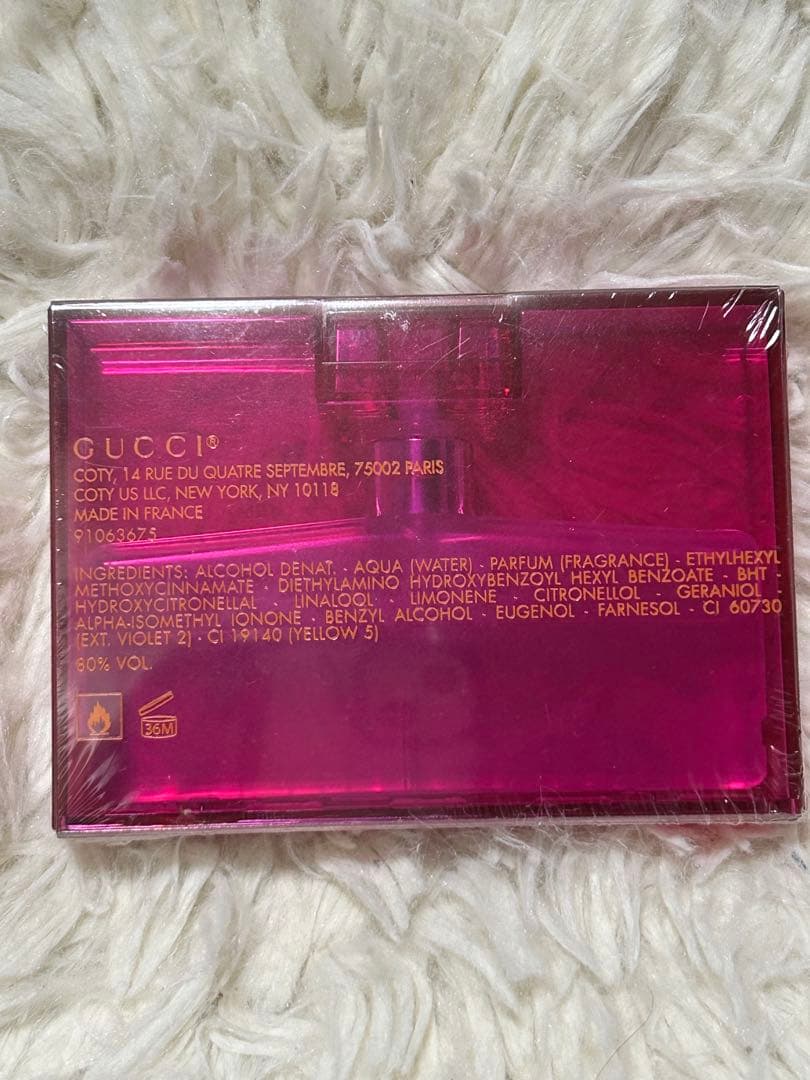 GUCCI®
COTY, 14 RUE DU QUATRE SEPTEMBRE, 75002 PARIS
COTY US LLC, NEW YORK, NY 10118
MADE IN FRANCE
91063675
INGREDIENTS: ALCOHOL DENAT. · AQUA (WATER) · PARFUM (FRAGRANCE) · ETHYLHEXYL
METHOXYCINNAMATE · DIETHYLAMINO HYDROXYBENZOYL HEXYL BENZOATE · BHT ·
HYDROXYCITRONELLAL · LINALOOL · LIMONENE · CITRONELLOL · GERANIOL ·
ALPHA-ISOMETHYL IONONE · BENZYL ALCOHOL · EUGENOL · FARNESOL · CI 60730
(EXT. VIOLET 2) · CI 19140 (YELLOW 5)
80% VOL.
36M